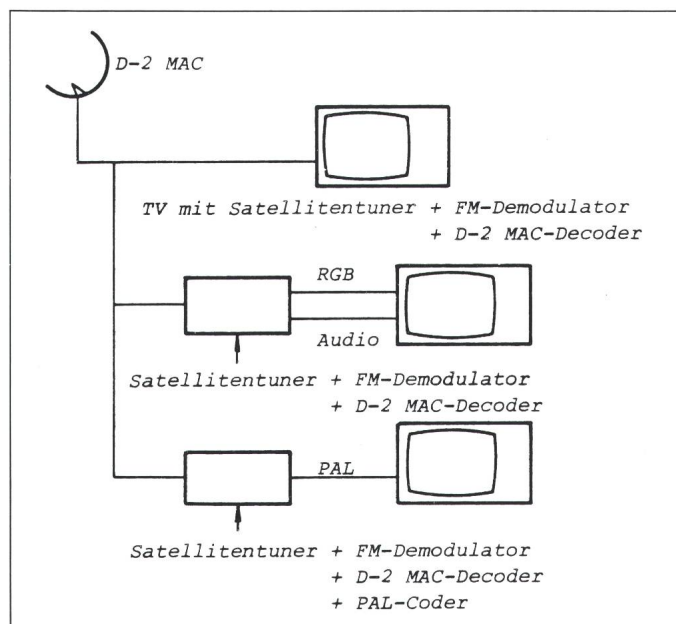 D-2 MAC
TV mit Satellitentuner + FM-Demodulator
+ D-2 MAC-Decoder
RGB
Audio
Satellitentuner + FM-Demodulator
+ D-2 MAC-Decoder
PAL
Satellitentuner + FM-Demodulator
+ D-2 MAC-Decoder
+ PAL-Coder